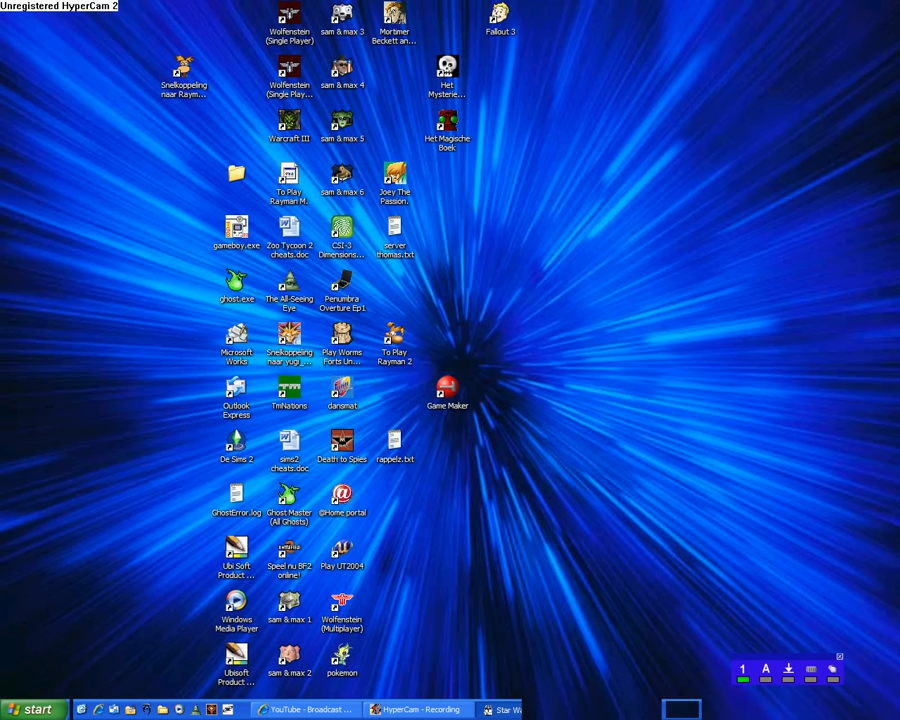 Unregistered HyperCam 2
Wolfenstein
(Single Player)
sam & max 3
Mortimer
Beckett an...
Fallout 3
Snelkoppeling
naar Raym...
Wolfenstein
(Single Play...
sam & max 4
Het
Mysterie...
Warcraft III
sam & max 5
Het Magische
Boek
To Play
Rayman M.
sam & max 6
Joey The
Passion.
gameboy.exe
Zoo Tycoon 2
cheats.doc
CSI-3
Dimensions...
server
thomas.txt
ghost.exe
The All-Seeing
Eye
Penumbra
Overture Ep1
Microsoft
Works
Snelkoppeling
naar yugi_...
Play Worms
Forts Un...
To Play
Rayman 2
Outlook
Express
TmNations
dansmat
Game Maker
De Sims 2
sims2
cheats.doc
Death to Spies
rappelz.txt
GhostError.log
Ghost Master
(All Ghosts)
@Home portal
Ubi Soft
Product ...
Speel nu BF2
online!
Play UT2004
Windows
Media Player
sam & max 1
Wolfenstein
(Multiplayer)
Ubisoft
Product ...
sam & max 2
pokemon
1 A
start
YouTube - Broadcast ...
HyperCam - Recording
Star Wa